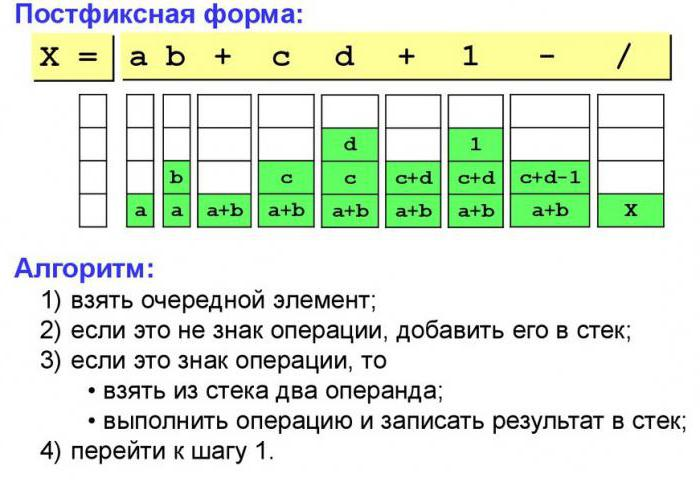 Постфиксная форма:
X = a b + c d + 1 - /
d 1
b c c c+d c+d c+d-1
a a a+b a+b a+b a+b a+b a+b X
Алгоритм:
1) взять очередной элемент;
2) если это не знак операции, добавить его в стек;
3) если это знак операции, то
• взять из стека два операнда;
• выполнить операцию и записать результат в стек;
4) перейти к шагу 1.